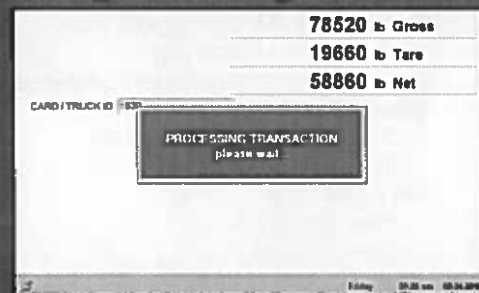 78520 lb Gross
19660 lb Tare
58860 lb Net
CARD / TRUCK ID
PROCESSING TRANSACTION
please wait...
Friday